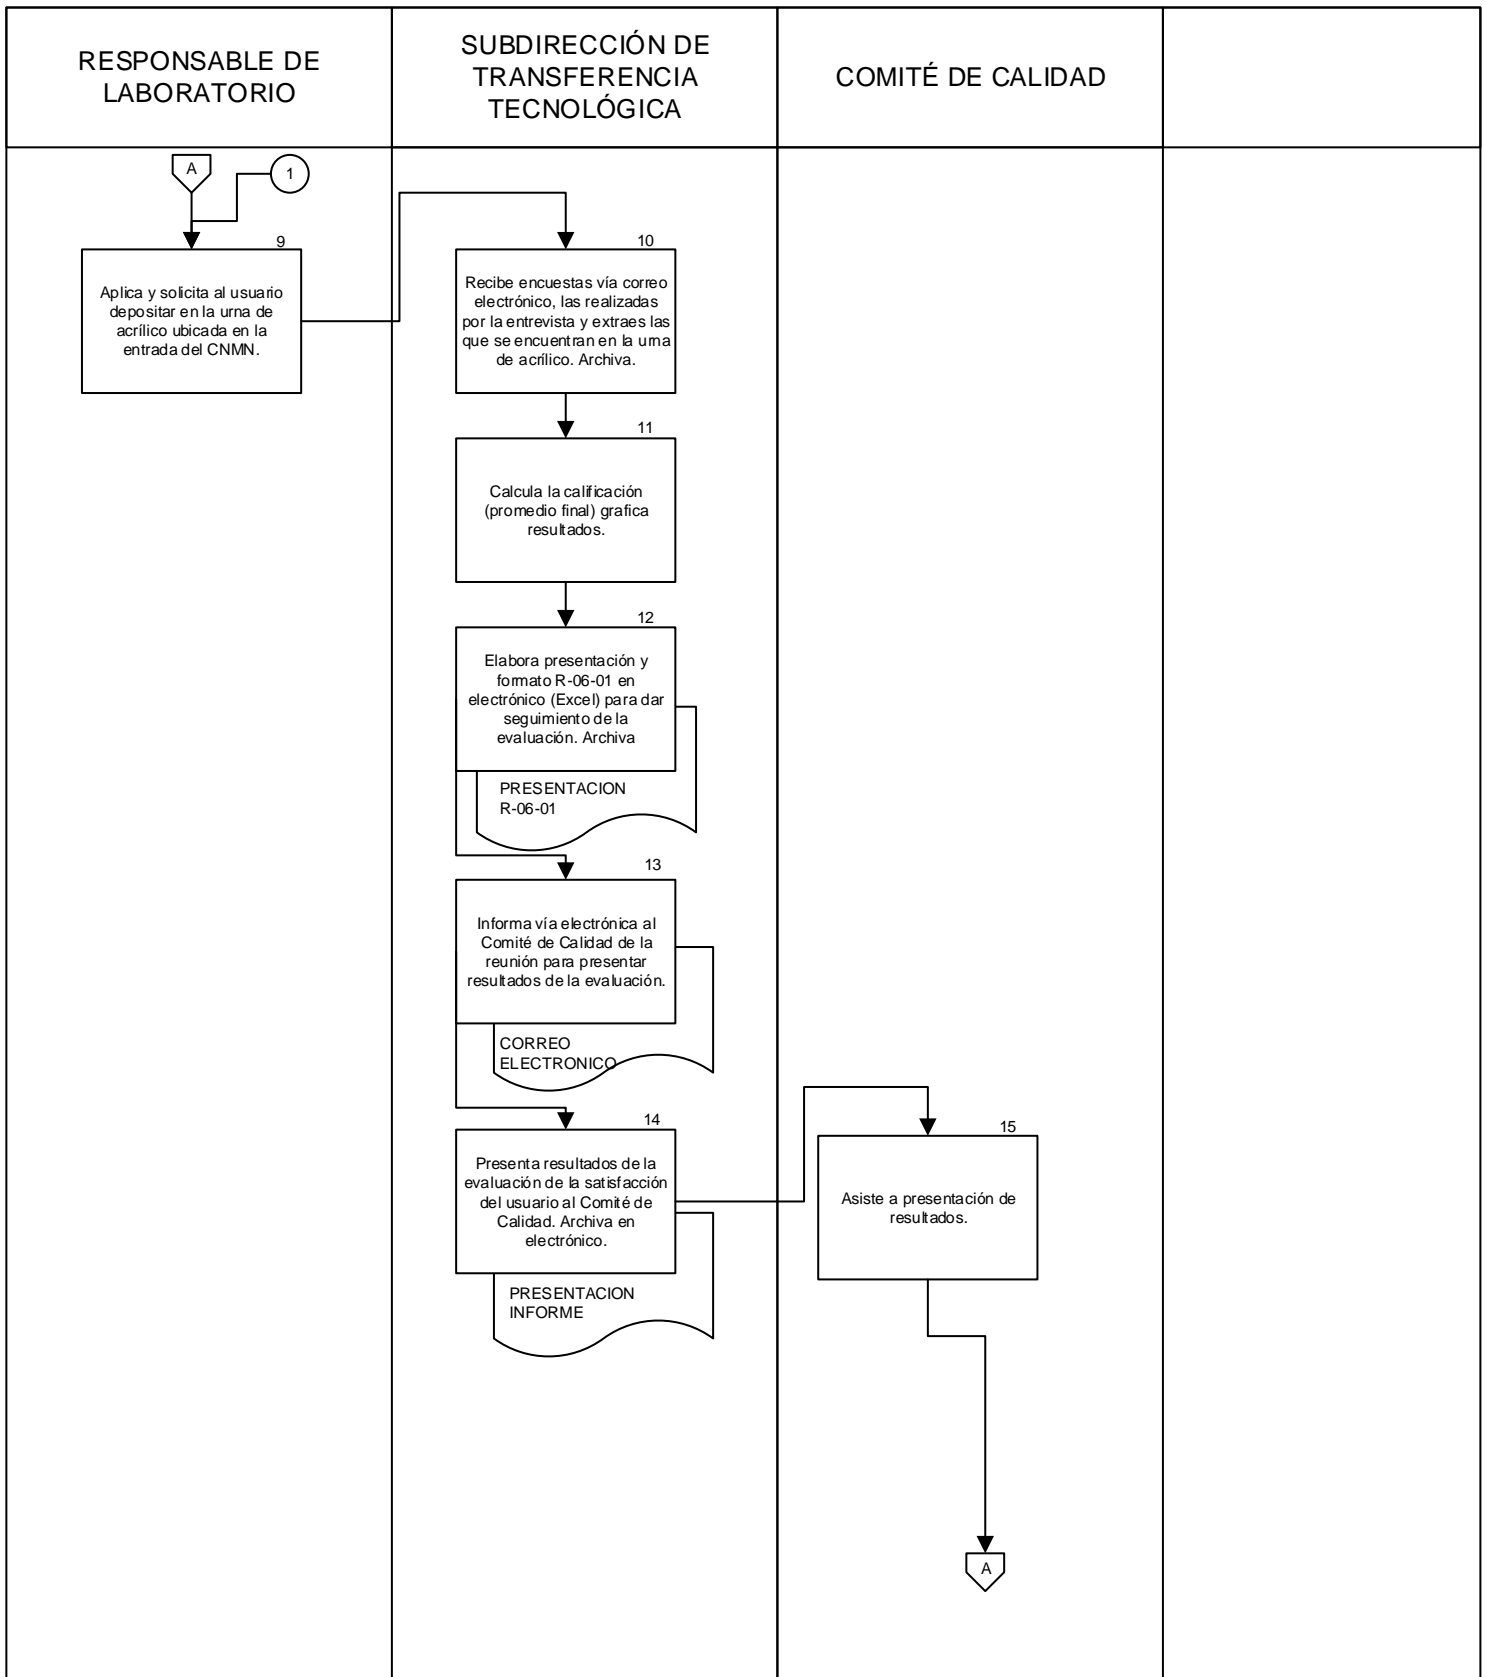 RESPONSABLE DE
LABORATORIO
SUBDIRECCIÓN DE
TRANSFERENCIA
TECNOLÓGICA
COMITÉ DE CALIDAD
A
1
9
Aplica y solicita al usuario
depositar en la urna de
acrílico ubicada en la
entrada del CNMN.
10
Recibe encuestas vía correo
electrónico, las realizadas
por la entrevista y extraes las
que se encuentran en la urna
de acrílico. Archiva.
11
Calcula la calificación
(promedio final) grafica
resultados.
12
Elabora presentación y
formato R-06-01 en
electrónico (Excel) para dar
seguimiento de la
evaluación. Archiva
PRESENTACION
R-06-01
13
Informa vía electrónica al
Comité de Calidad de la
reunión para presentar
resultados de la evaluación.
CORREO
ELECTRONICO
14
Presenta resultados de la
evaluación de la satisfacción
del usuario al Comité de
Calidad. Archiva en
electrónico.
PRESENTACION
INFORME
15
Asiste a presentación de
resultados.
A